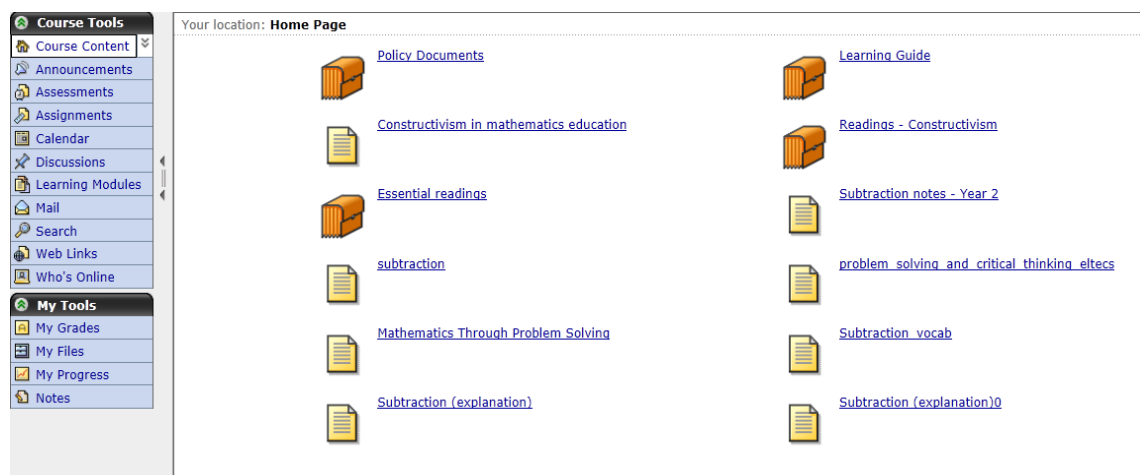 Course Tools
Course Content
Announcements
Assessments
Assignments
Calendar
Discussions
Learning Modules
Mail
Search
Web Links
Who's Online
My Tools
My Grades
My Files
My Progress
Notes
Your location: Home Page
Policy Documents
Learning Guide
Constructivism in mathematics education
Readings - Constructivism
Essential readings
Subtraction notes - Year 2
subtraction
problem_solving_and_critical_thinking_eltecs
Mathematics Through Problem Solving
Subtraction_vocab
Subtraction (explanation)
Subtraction (explanation)0